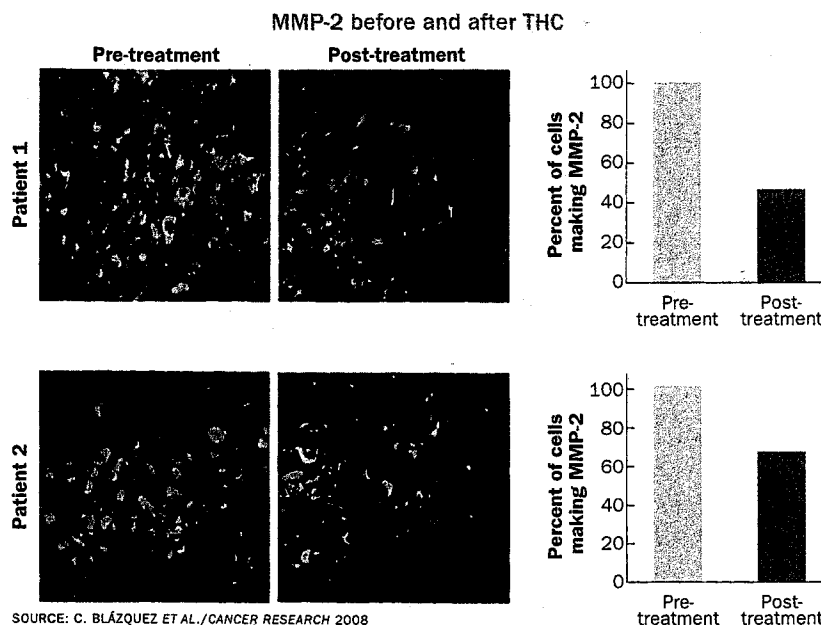 MMP-2 before and after THC
Pre-treatment
Post-treatment
Patient 1
Percent of cells
making MMP-2
100
80
60
40
20
0
Pre-
treatment
Post-
treatment
Patient 2
Percent of cells
making MMP-2
100
80
60
40
20
0
Pre-
treatment
Post-
treatment
SOURCE: C. BLÁZQUEZ ET AL./CANCER RESEARCH 2008